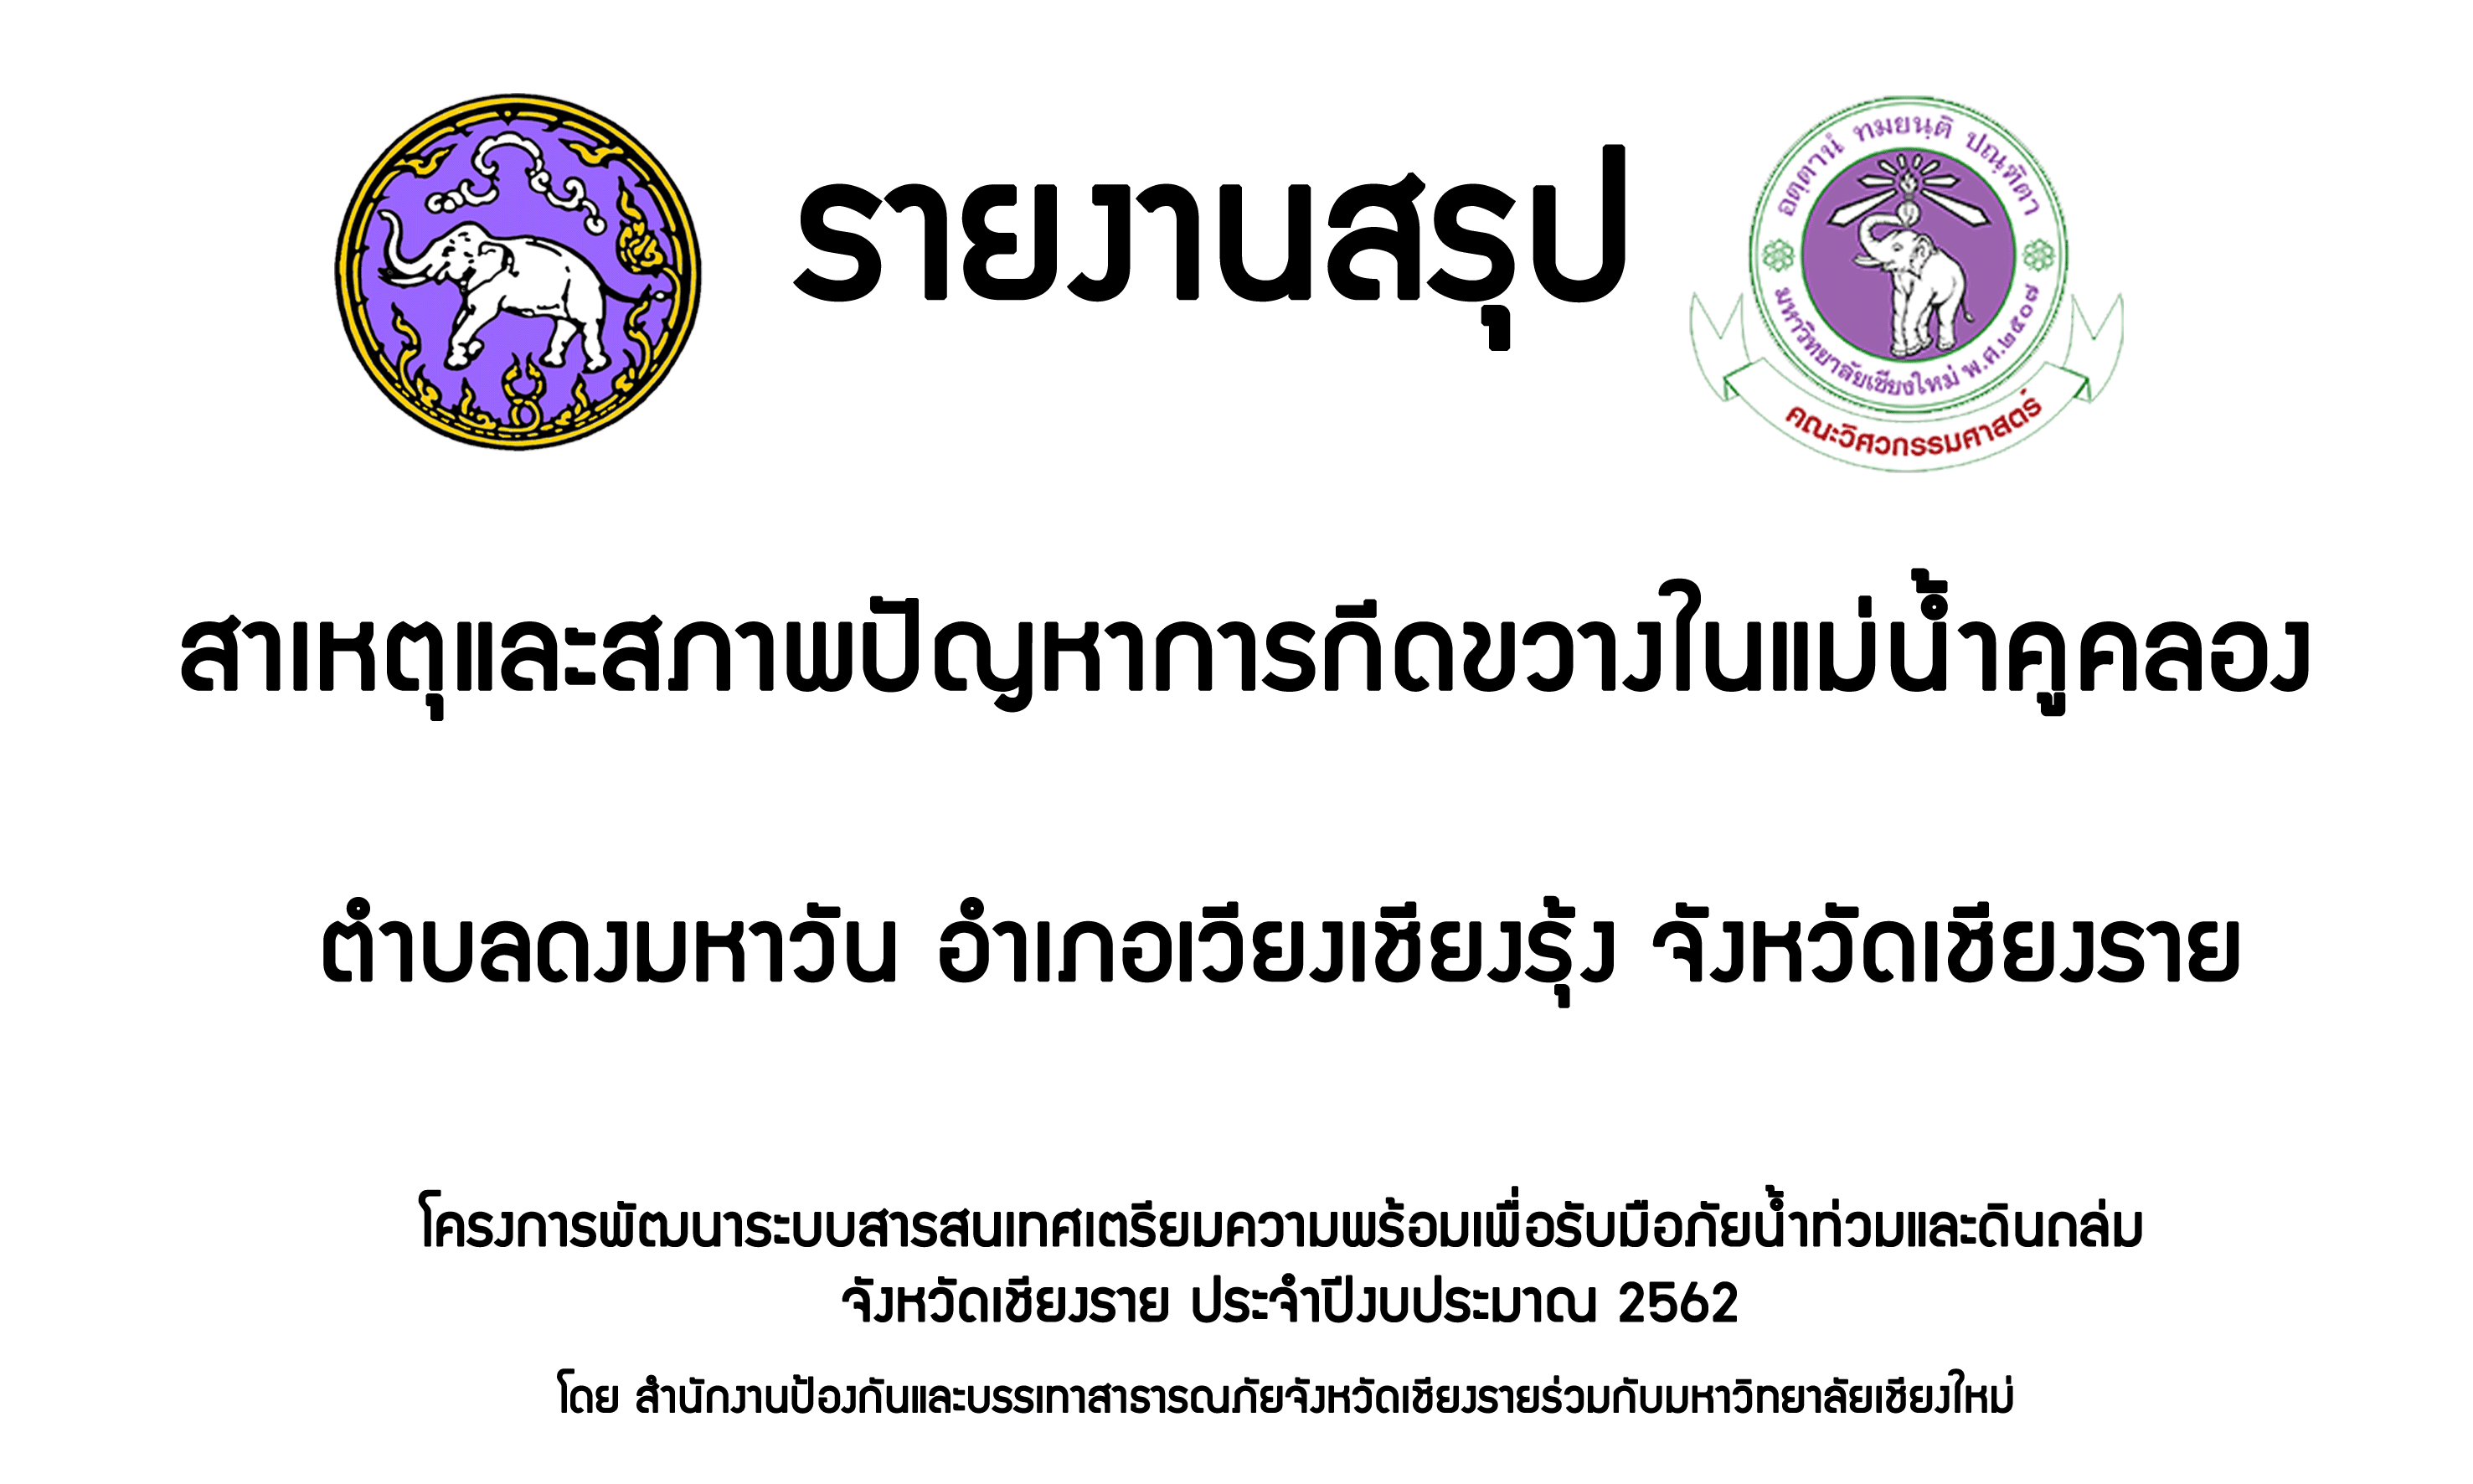 รายงานสรุป
อตฺตานํ ทมยนฺติ ปณฺฑิตา
มหาวิทยาลัยเชียงใหม่ พ.ศ.๒๕๐๗
คณะวิศวกรรมศาสตร์
สาเหตุและสภาพปัญหาการกีดขวางในแม่น้ำคูคลอง
ตำบลดงมหาวัน อำเภอเวียงเชียงรุ้ง จังหวัดเชียงราย
โครงการพัฒนาระบบสารสนเทศเตรียมความพร้อมเพื่อรับมือภัยน้ำท่วมและดินถล่ม
จังหวัดเชียงราย ประจำปีงบประมาณ 2562
โดย สำนักงานป้องกันและบรรเทาสาธารณภัยจังหวัดเชียงรายร่วมกับมหาวิทยาลัยเชียงใหม่